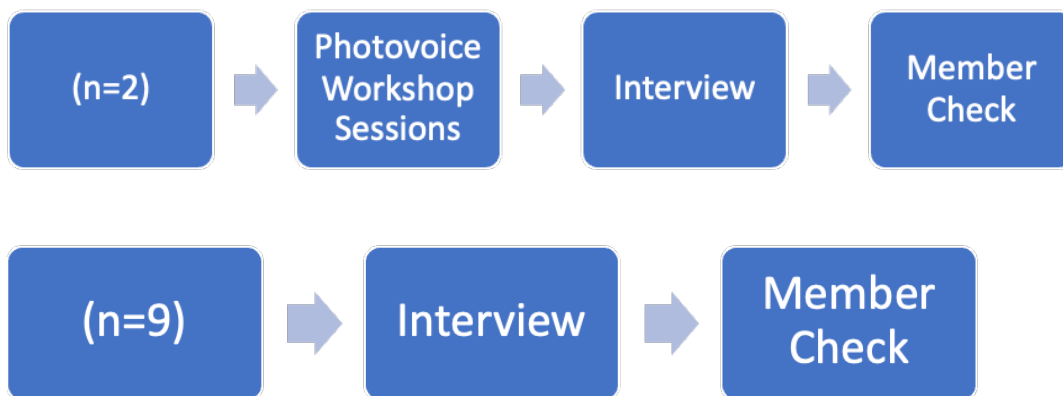 (n=2)
Photovoice
Workshop
Sessions
Interview
Member
Check
(n=9)
Interview
Member
Check